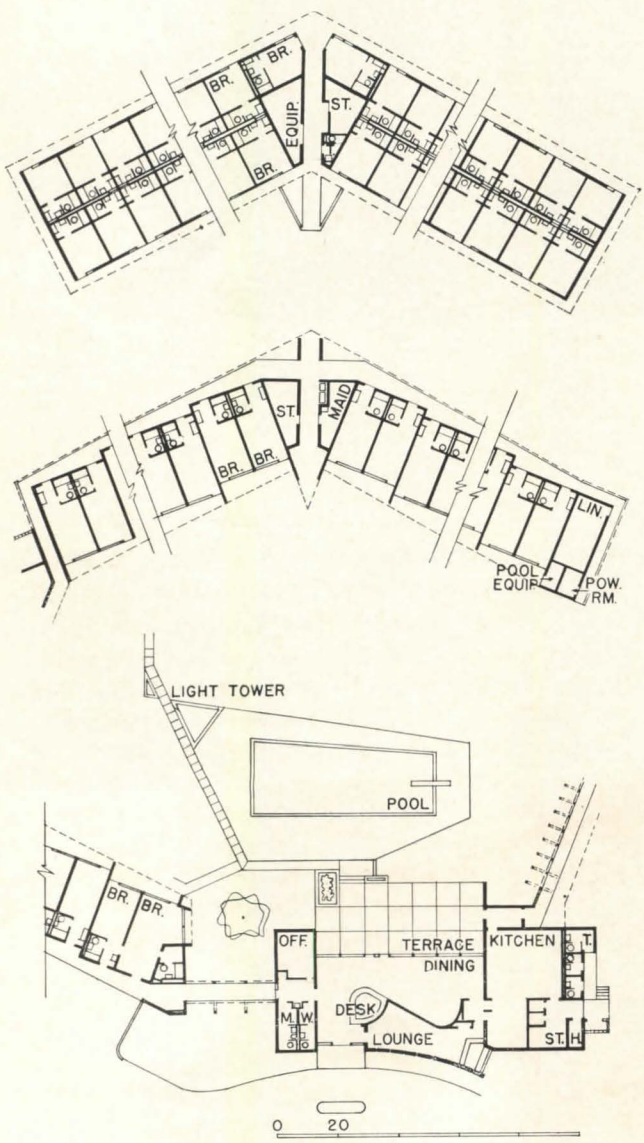 BR.
BR.
EQUIP.
ST.
BR.
ST.
MAID
BR.
BR.
LIN.
POOL
EQUIP.
POW.
RM.
LIGHT TOWER
POOL
BR.
BR.
OFF.
TERRACE
KITCHEN
T.
DINING
DESK
M.
W.
LOUNGE
ST.
H.
0 20